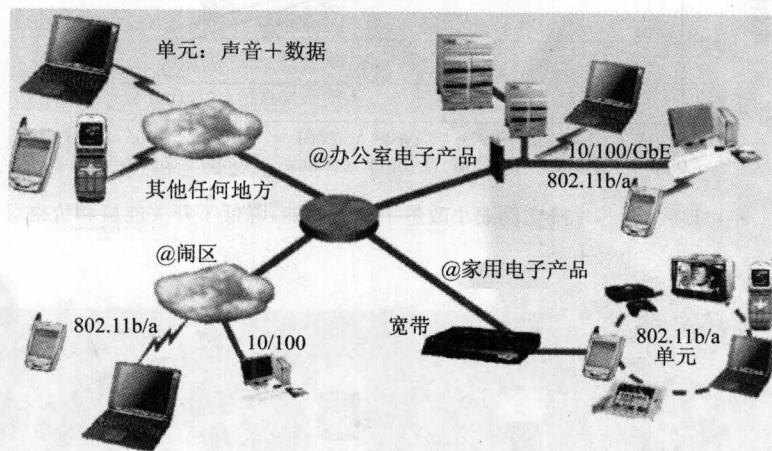 单元：声音＋数据
@办公室电子产品
10/100/GbE
802.11b/a
其他任何地方
@闹区
@家用电子产品
802.11b/a
10/100
宽带
802.11b/a
单元